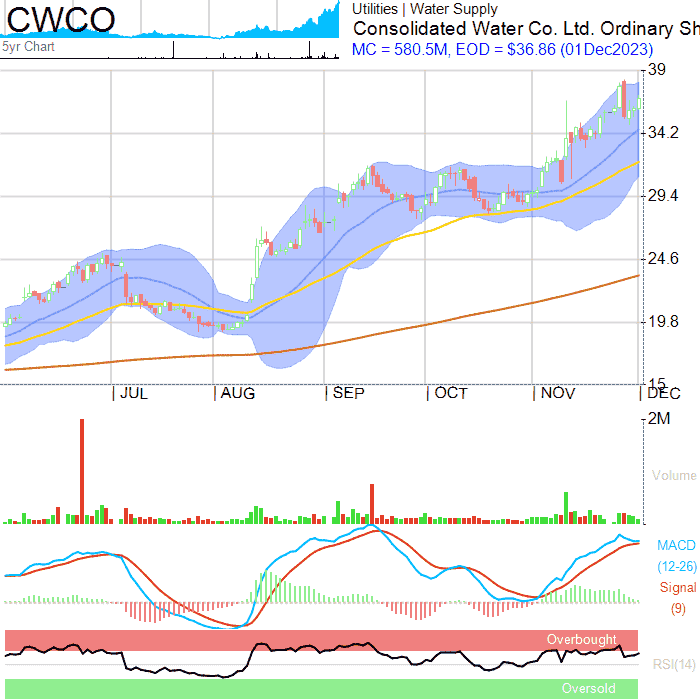 CWCO
5yr Chart
Utilities | Water Supply
Consolidated Water Co. Ltd. Ordinary Sh
MC = 580.5M, EOD = $36.86 (01Dec2023)
39
34.2
29.4
24.6
19.8
15
JUL AUG SEP OCT NOV DEC
2M
Volume
MACD
(12-26)
Signal
(9)
Overbought
RSI(14)
Oversold